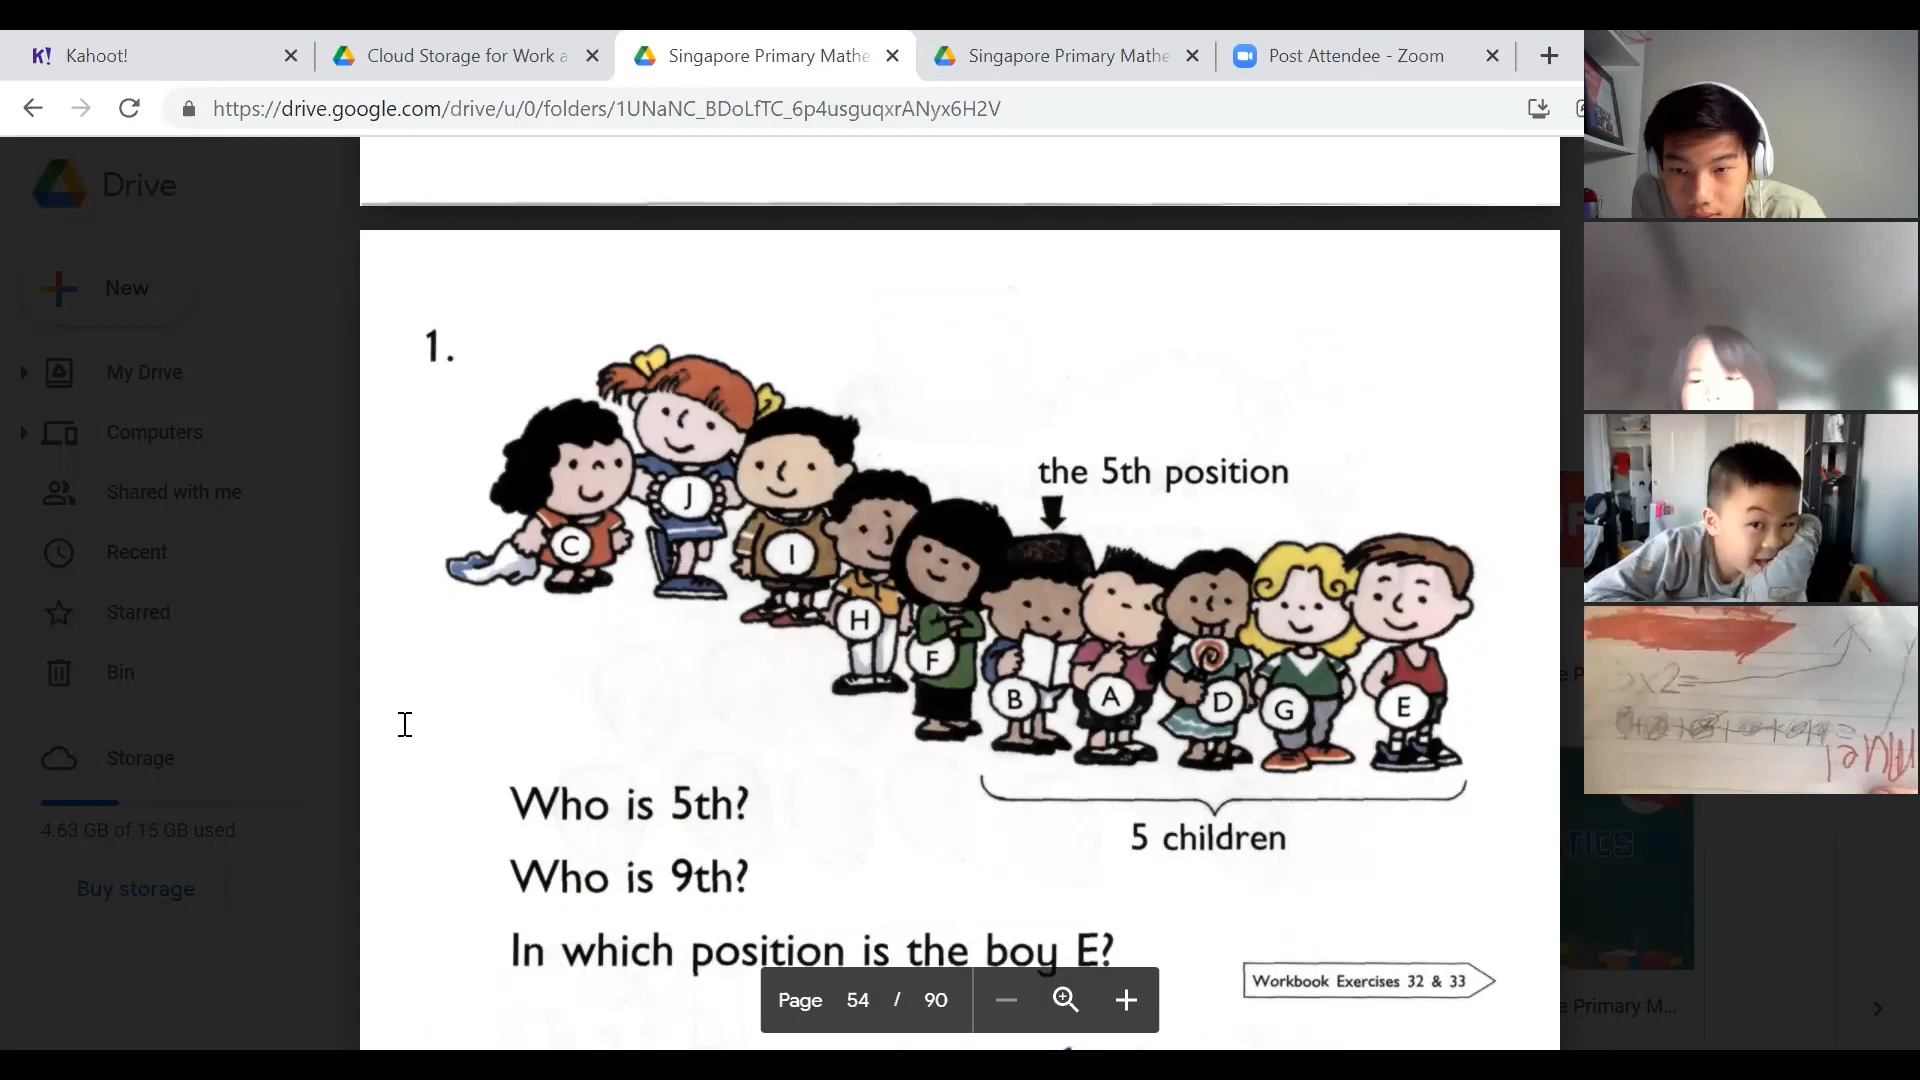 Kahoot!
Cloud Storage for Work a
Singapore Primary Mathe
Singapore Primary Mathe
Post Attendee - Zoom
https://drive.google.com/drive/u/0/folders/1UNaNC_BDoLfTC_6p4usguqxrANyx6H2V
Drive
New
My Drive
Computers
Shared with me
Recent
Starred
Bin
Storage
4.63 GB of 15 GB used
Buy storage
1.
the 5th position
C
J
I
H
F
B
A
D
G
E
5 children
Who is 5th?
Who is 9th?
In which position is the boy E?
Workbook Exercises 32 & 33
Page 54 / 90
e Primary M...